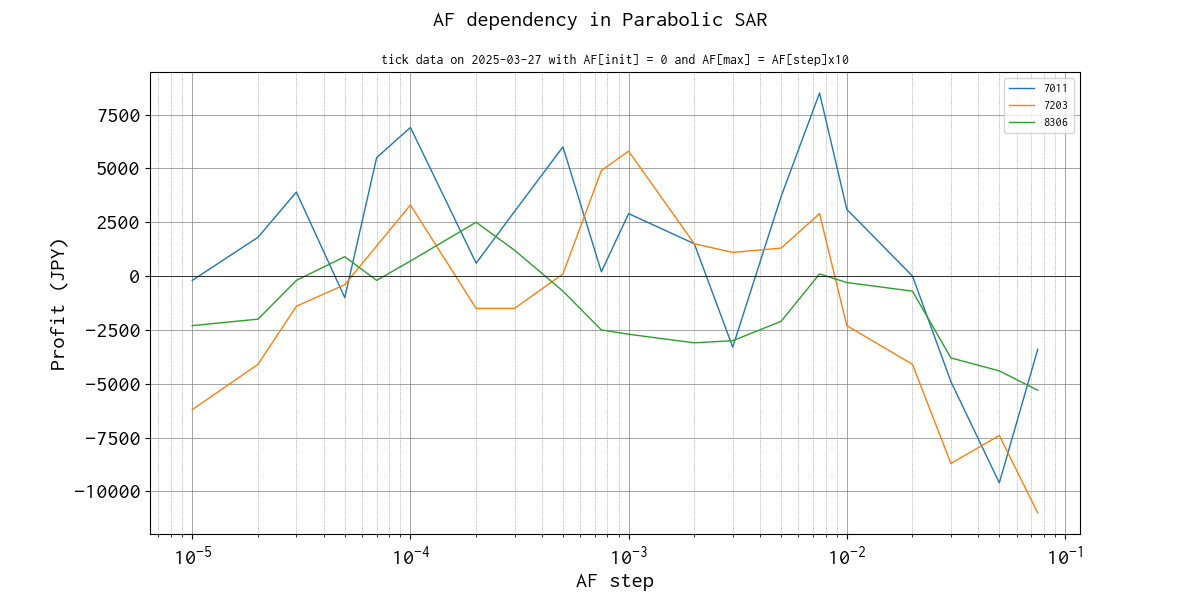 AF dependency in Parabolic SAR
tick data on 2025-03-27 with AF[init] = 0 and AF[max] = AF[step]x10
7011
7203
8306
7500
5000
2500
0
−2500
−5000
−7500
−10000
Profit (JPY)
10⁻⁵ 10⁻⁴ 10⁻³ 10⁻² 10⁻¹
AF step